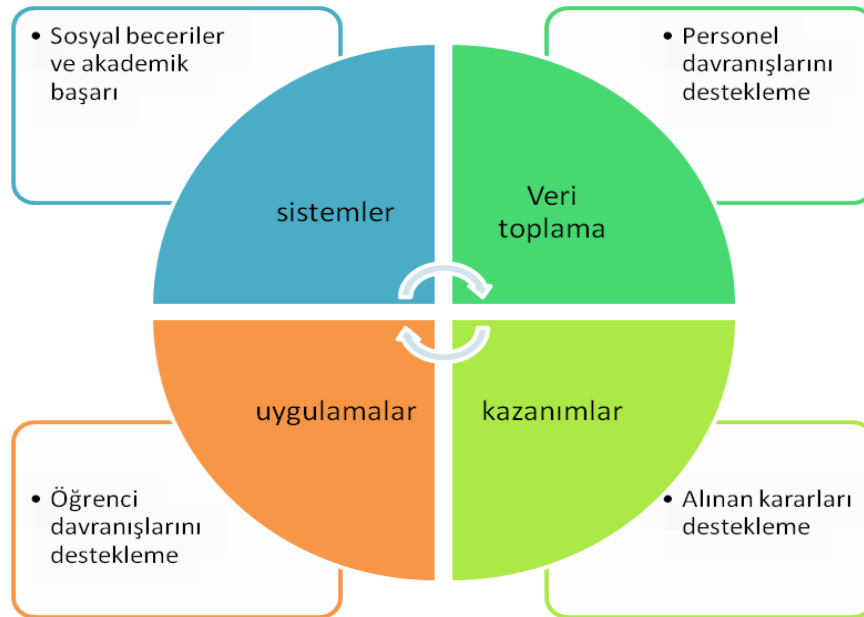 • Sosyal beceriler
ve akademik
başarı
• Personel
davranışlarını
destekleme
sistemler
Veri
toplama
uygulamalar
kazanımlar
• Öğrenci
davranışlarını
destekleme
• Alınan kararları
destekleme